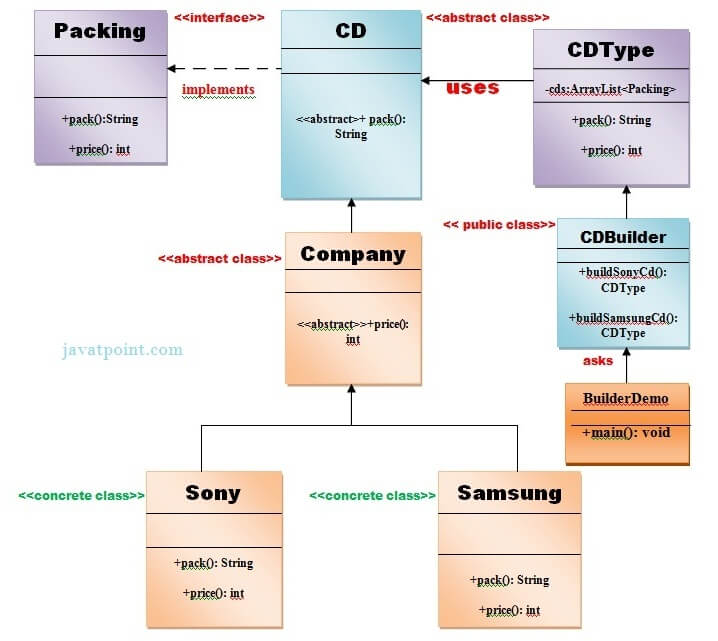 Packing
+pack():String
+price(): int
<<interface>>
implements
CD
<<abstract>+ pack():
String
<<abstract class>>
uses
CDType
-cds:ArrayList<Packing>
+pack(): String
+price(): int
<<abstract class>>
Company
<<abstract>>+price():
int
<< public class>>
CDBuilder
+buildSonyCd():
CDType
+buildSamsungCd():
CDType
asks
BuilderDemo
+main(): void
javatpoint.com
<<concrete class>>
Sony
+pack(): String
+price(): int
<<concrete class>>
Samsung
+pack(): String
+price(): int